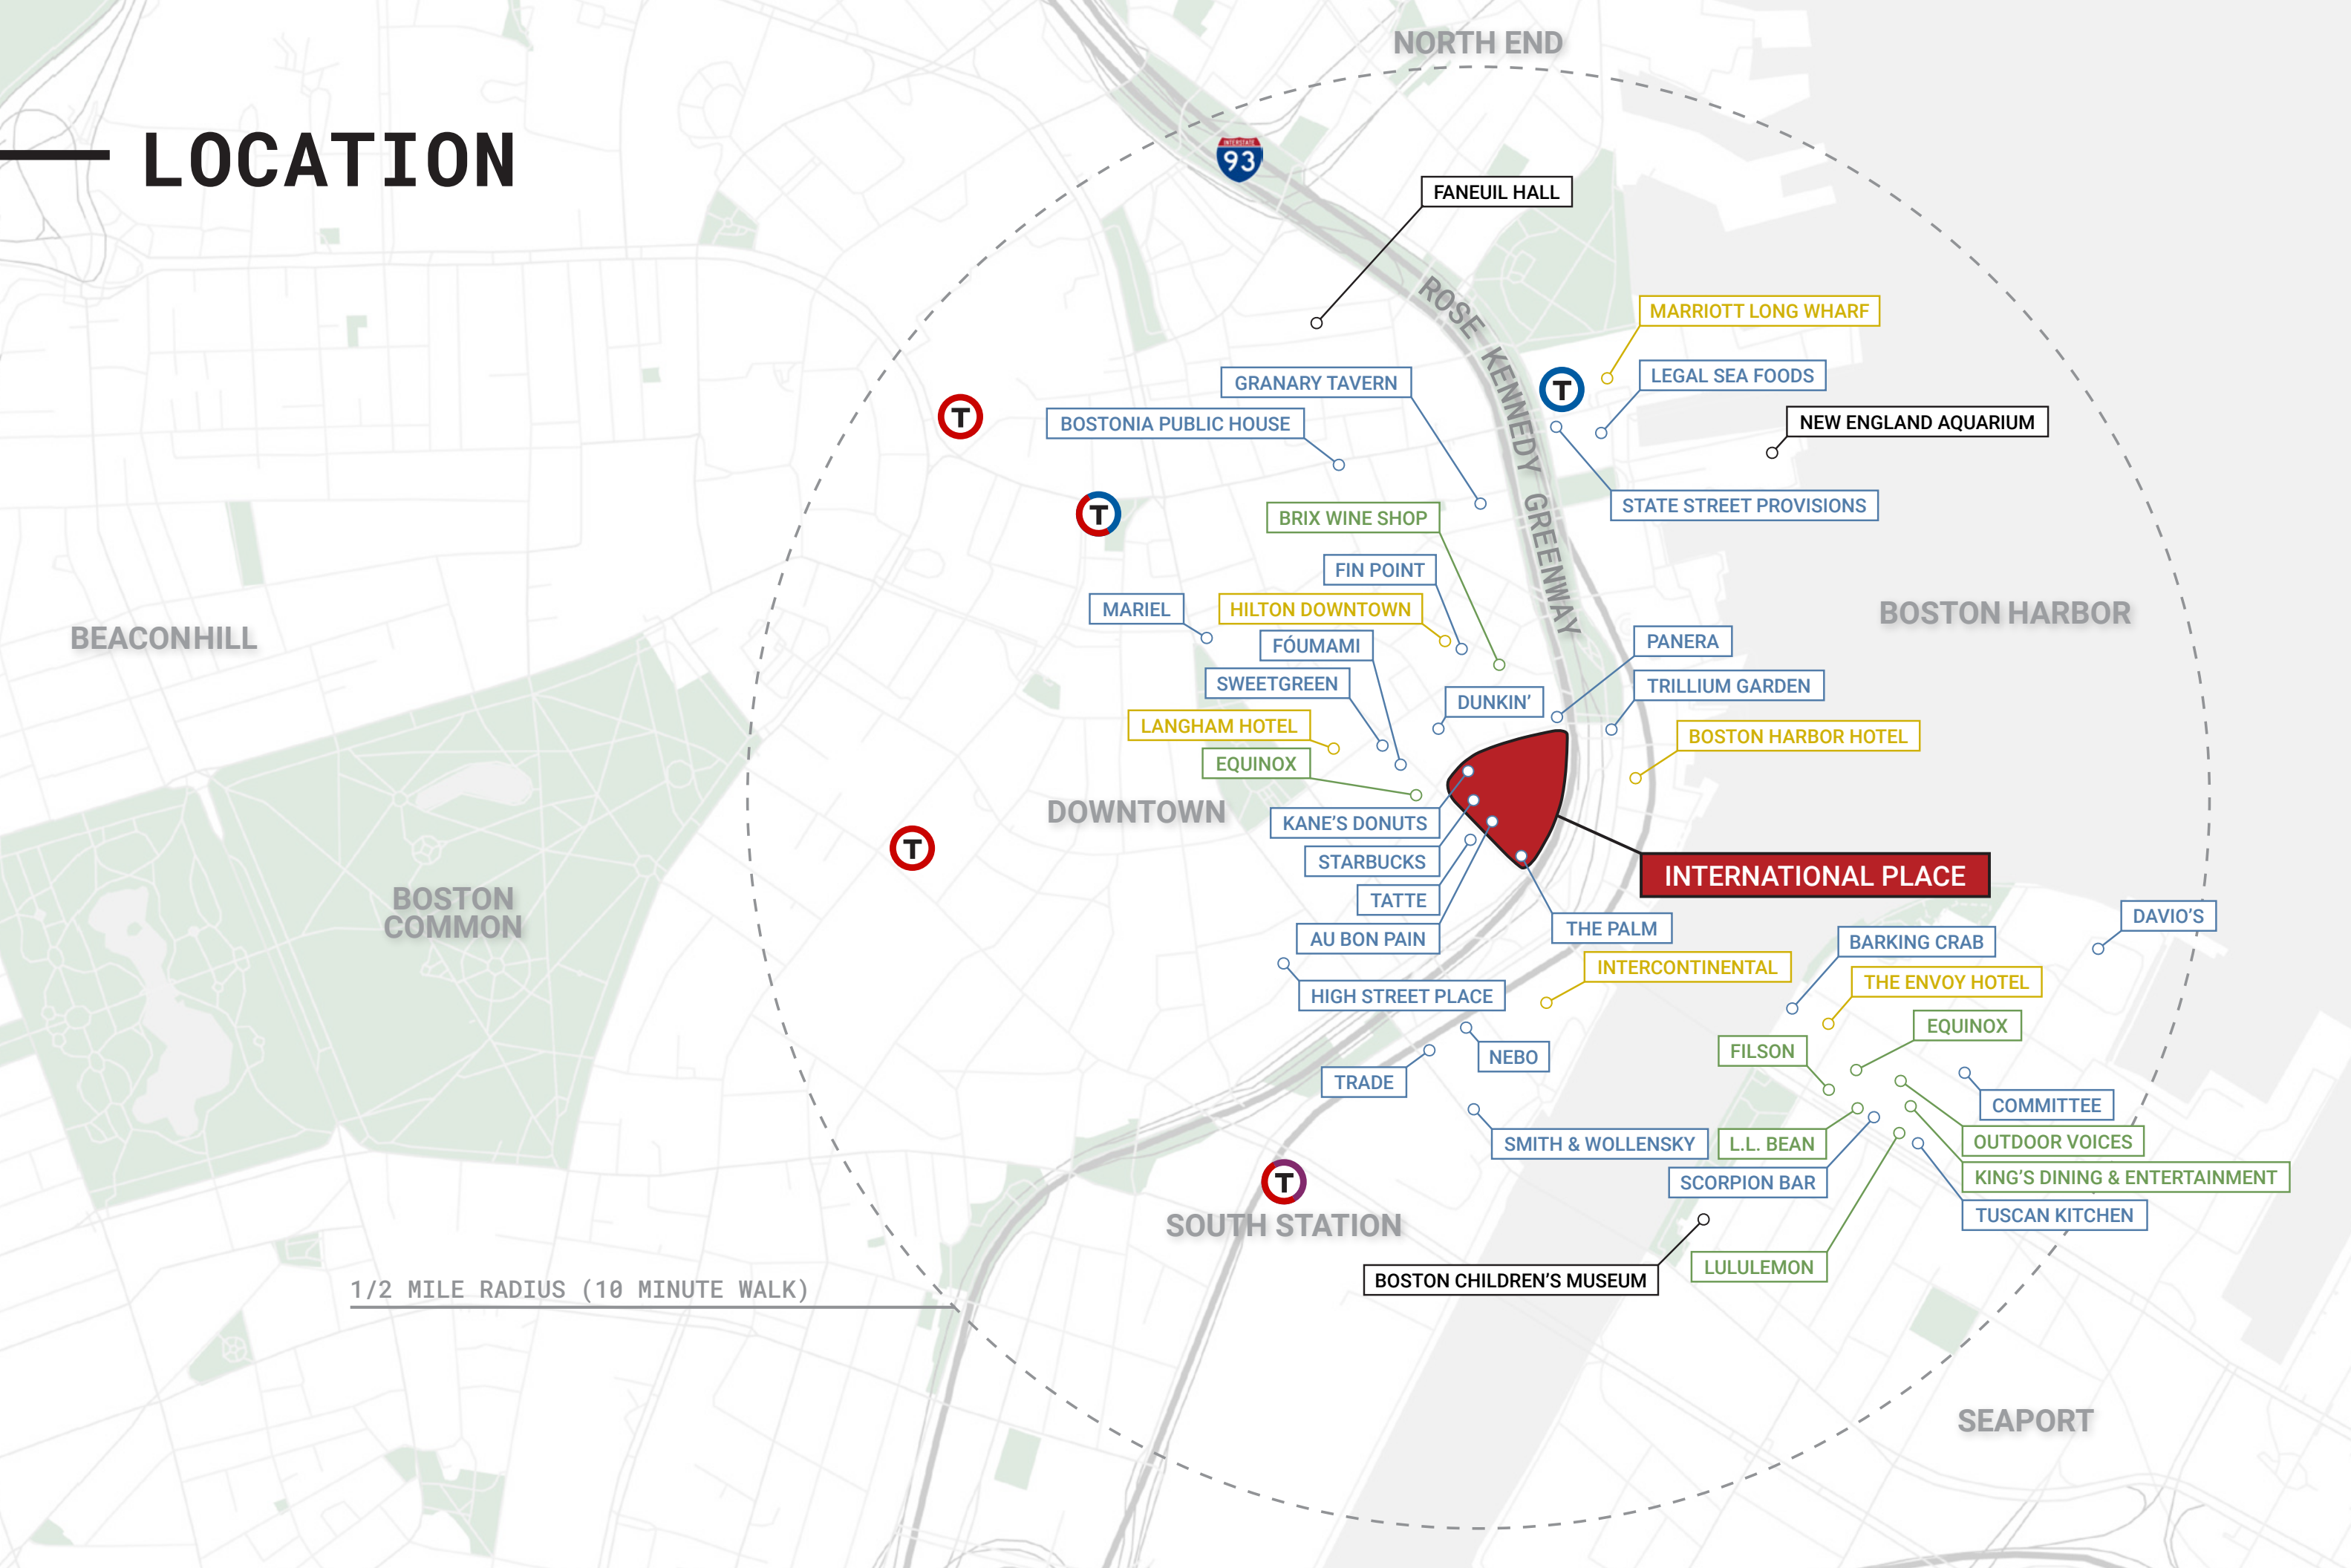 NORTH END
LOCATION
INTERSTATE
93
FANEUIL HALL
ROSE KENNEDY GREENWAY
MARRIOTT LONG WHARF
GRANARY TAVERN
T
LEGAL SEA FOODS
T
BOSTONIA PUBLIC HOUSE
NEW ENGLAND AQUARIUM
T
BRIX WINE SHOP
STATE STREET PROVISIONS
FIN POINT
MARIEL
HILTON DOWNTOWN
BOSTON HARBOR
BEACON HILL
FÓUMAMI
PANERA
SWEETGREEN
DUNKIN’
TRILLIUM GARDEN
LANGHAM HOTEL
BOSTON HARBOR HOTEL
EQUINOX
DOWNTOWN
KANE’S DONUTS
T
STARBUCKS
INTERNATIONAL PLACE
BOSTON
COMMON
TATTE
THE PALM
DAVIO’S
AU BON PAIN
BARKING CRAB
INTERCONTINENTAL
THE ENVOY HOTEL
HIGH STREET PLACE
EQUINOX
NEBO
FILSON
TRADE
COMMITTEE
SMITH & WOLLENSKY
L.L. BEAN
OUTDOOR VOICES
T
SCORPION BAR
KING’S DINING & ENTERTAINMENT
SOUTH STATION
TUSCAN KITCHEN
BOSTON CHILDREN’S MUSEUM
LULULEMON
1/2 MILE RADIUS (10 MINUTE WALK)
SEAPORT